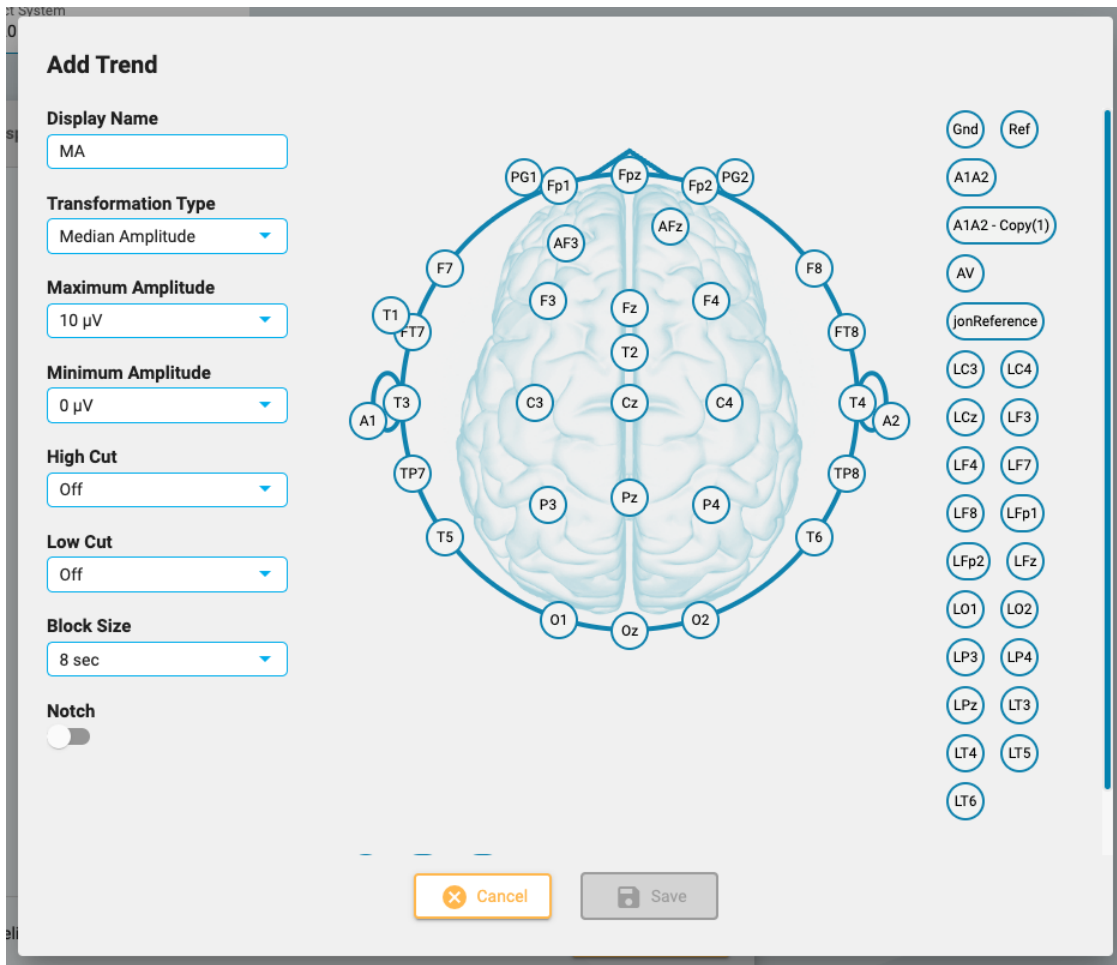 ct System
.0
Add Trend
Display Name
MA
Transformation Type
Median Amplitude
Maximum Amplitude
10 µV
Minimum Amplitude
0 µV
High Cut
Off
Low Cut
Off
Block Size
8 sec
Notch
PG1 Fp1 Fpz Fp2 PG2
AF3 AFz
F7 F8
F3 Fz F4
T1 FT7 FT8
T2
A1 T3 C3 Cz C4 T4 A2
TP7 TP8
P3 Pz P4
T5 T6
O1 Oz O2
Gnd Ref
A1A2
A1A2 - Copy(1)
AV
jonReference
LC3 LC4
LCz LF3
LF4 LF7
LF8 LFp1
LFp2 LFz
LO1 LO2
LP3 LP4
LPz LT3
LT4 LT5
LT6
Cancel Save